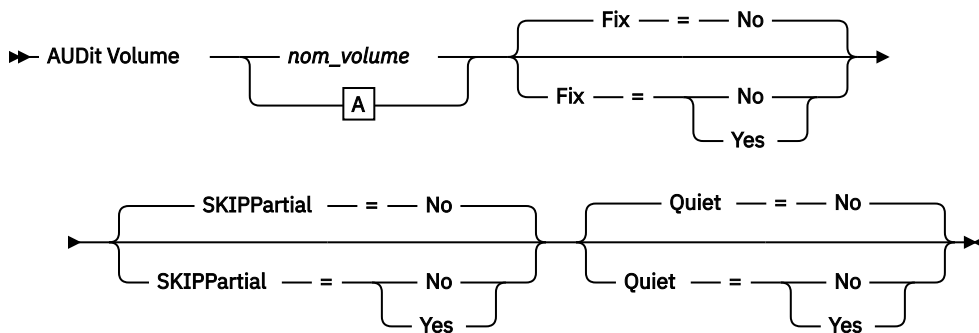 Fix = No
AUDit Volume nom_volume
A
Fix = No
Yes
SKIPPartial = No Quiet = No
SKIPPartial = No Quiet = No
Yes Yes